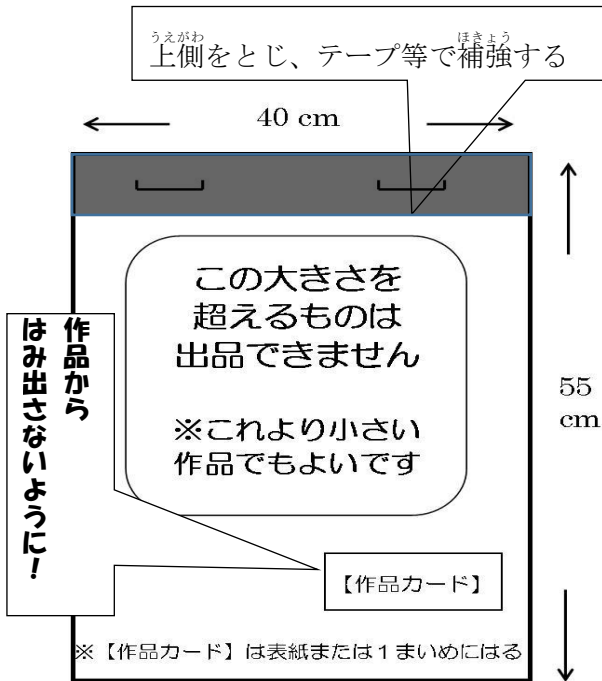 うえがわ ほきょう
上側をとじ、テープ等で補強する
40 cm
この大きさを
超えるものは
出品できません
※これより小さい
作品でもよいです
55
cm
作品から
はみ出さないように！
【作品カード】
※【作品カード】は表紙または１まいめにはる